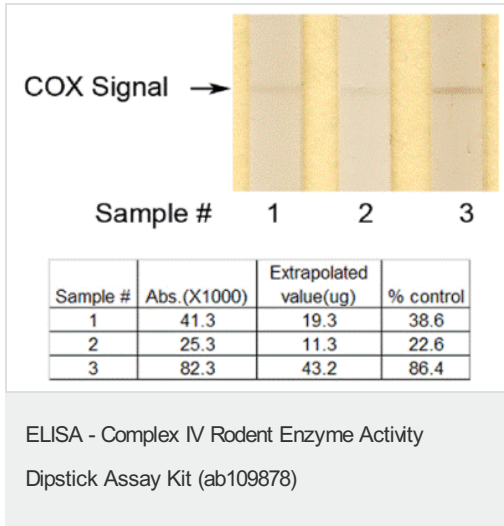 COX Signal →
Sample # 1 2 3
Sample # Abs.(X1000) Extrapolated value(ug) % control
1 41.3 19.3 38.6
2 25.3 11.3 22.6
3 82.3 43.2 86.4
ELISA - Complex IV Rodent Enzyme Activity
Dipstick Assay Kit (ab109878)